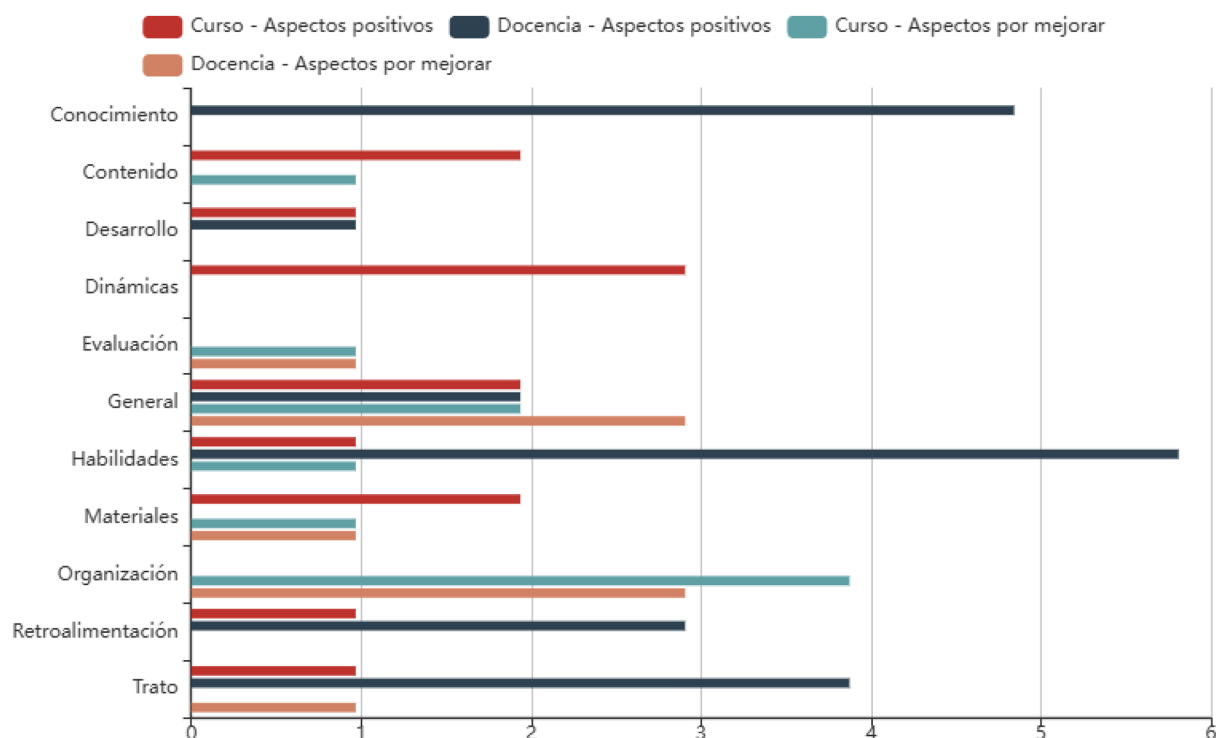 Curso - Aspectos positivos Docencia - Aspectos positivos Curso - Aspectos por mejorar
Docencia - Aspectos por mejorar
Conocimiento
Contenido
Desarrollo
Dinámicas
Evaluación
General
Habilidades
Materiales
Organización
Retroalimentación
Trato
0 1 2 3 4 5 6